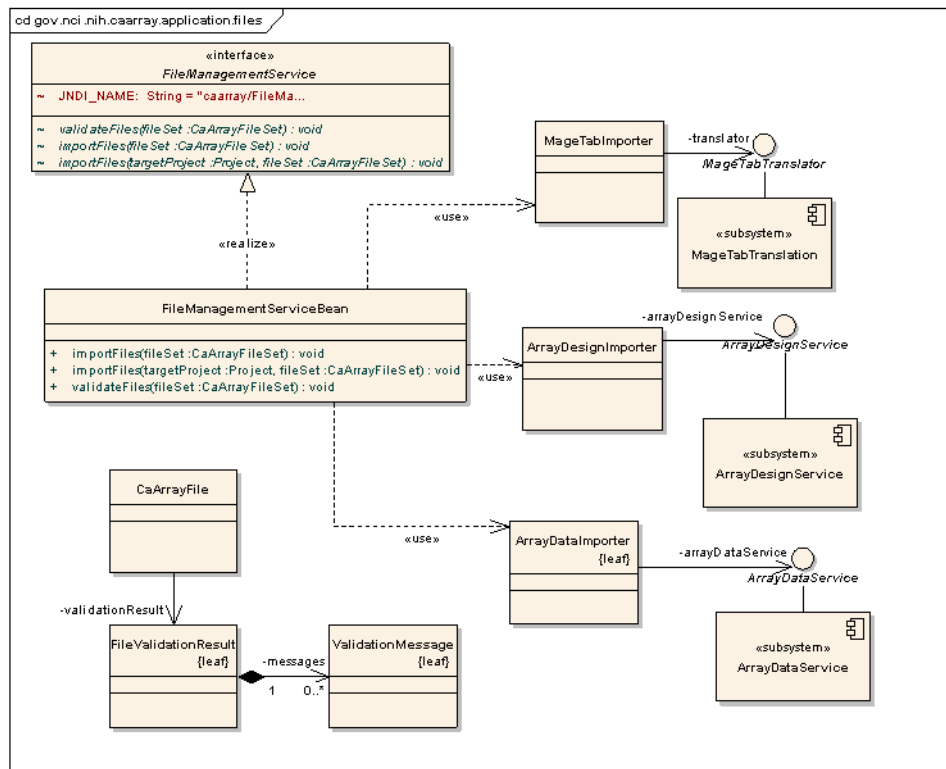 cd gov.nci.nih.caarray.application.files
«interface»
FileManagementService
~ JNDI_NAME: String = "caarray/FileMa...
~ validateFiles(fileSet :CaArrayFileSet) : void
~ importFiles(fileSet :CaArrayFileSet) : void
~ importFiles(targetProject :Project, fileSet :CaArrayFileSet) : void
MageTabImporter
-translator
MageTabTranslator
«use»
«subsystem»
MageTabTranslation
«realize»
FileManagementServiceBean
+ importFiles(fileSet :CaArrayFileSet) : void
+ importFiles(targetProject :Project, fileSet :CaArrayFileSet) : void
+ validateFiles(fileSet :CaArrayFileSet) : void
«use»
ArrayDesignImporter
-arrayDesignService
ArrayDesignService
«subsystem»
ArrayDesignService
CaArrayFile
«use»
ArrayDataImporter
{leaf}
-arrayDataService
ArrayDataService
«subsystem»
ArrayDataService
-validationResult
FileValidationResult
{leaf}
-messages
1 0..*
ValidationMessage
{leaf}